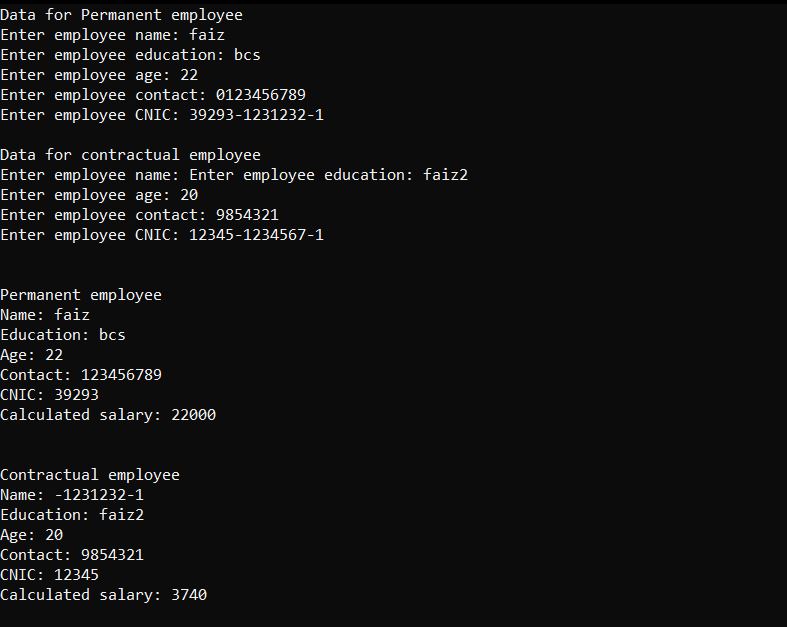 Data for Permanent employee
Enter employee name: faiz
Enter employee education: bcs
Enter employee age: 22
Enter employee contact: 0123456789
Enter employee CNIC: 39293-1231232-1
Data for contractual employee
Enter employee name: Enter employee education: faiz2
Enter employee age: 20
Enter employee contact: 9854321
Enter employee CNIC: 12345-1234567-1
Permanent employee
Name: faiz
Education: bcs
Age: 22
Contact: 123456789
CNIC: 39293
Calculated salary: 22000
Contractual employee
Name: -1231232-1
Education: faiz2
Age: 20
Contact: 9854321
CNIC: 12345
Calculated salary: 3740